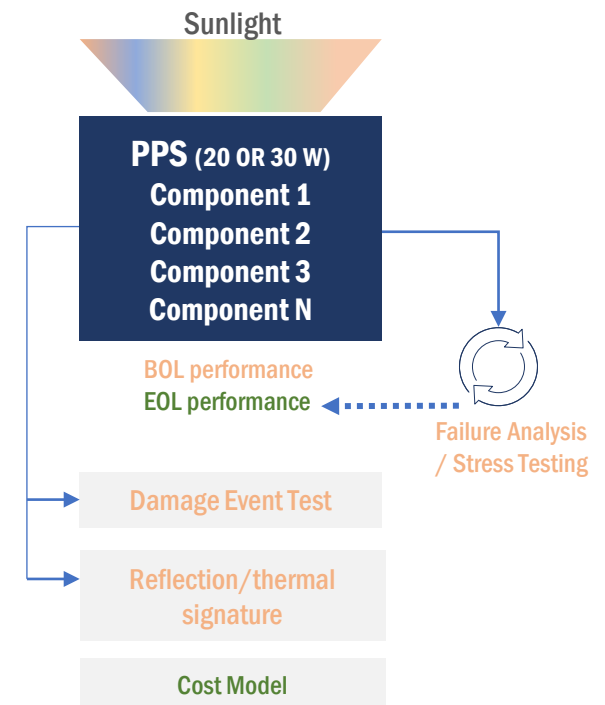 Sunlight
PPS (20 OR 30 W)
Component 1
Component 2
Component 3
Component N
BOL performance
EOL performance
Failure Analysis
/ Stress Testing
Damage Event Test
Reflection/thermal
signature
Cost Model